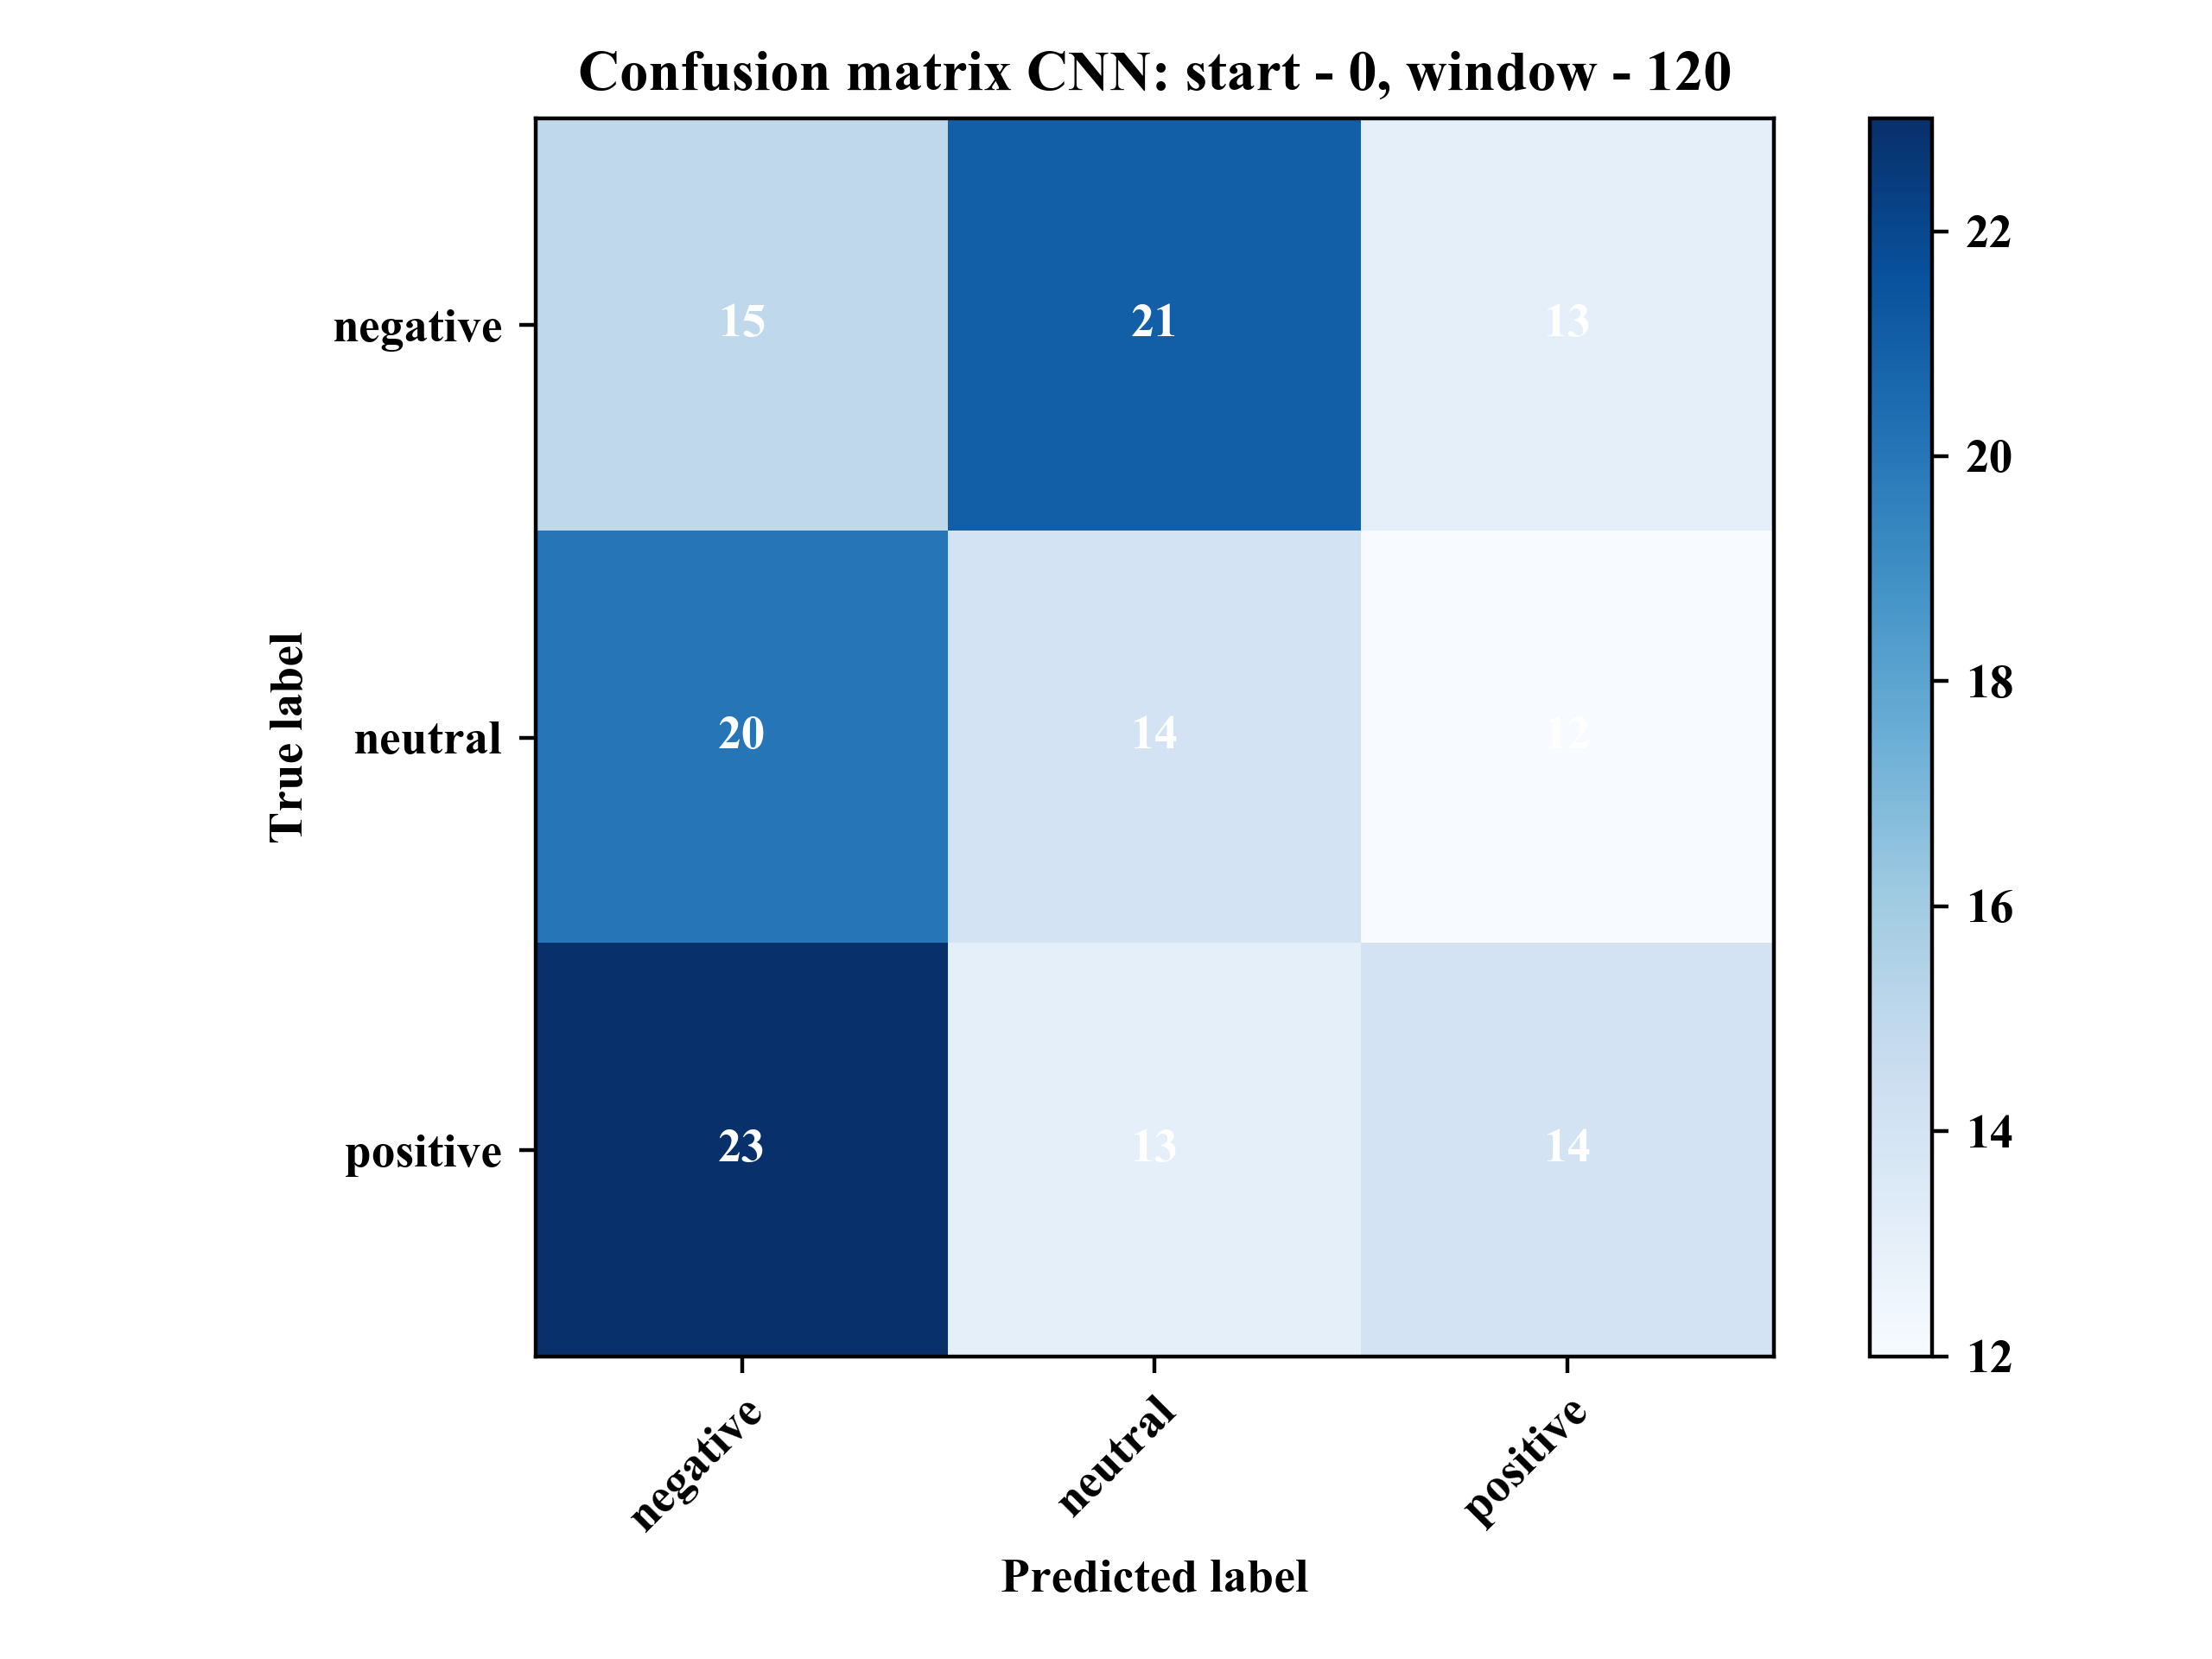 Confusion matrix CNN: start - 0, window - 120
negative
15
21
13
neutral
20
14
12
positive
23
13
14
True label
negative
neutral
positive
Predicted label
22
20
18
16
14
12